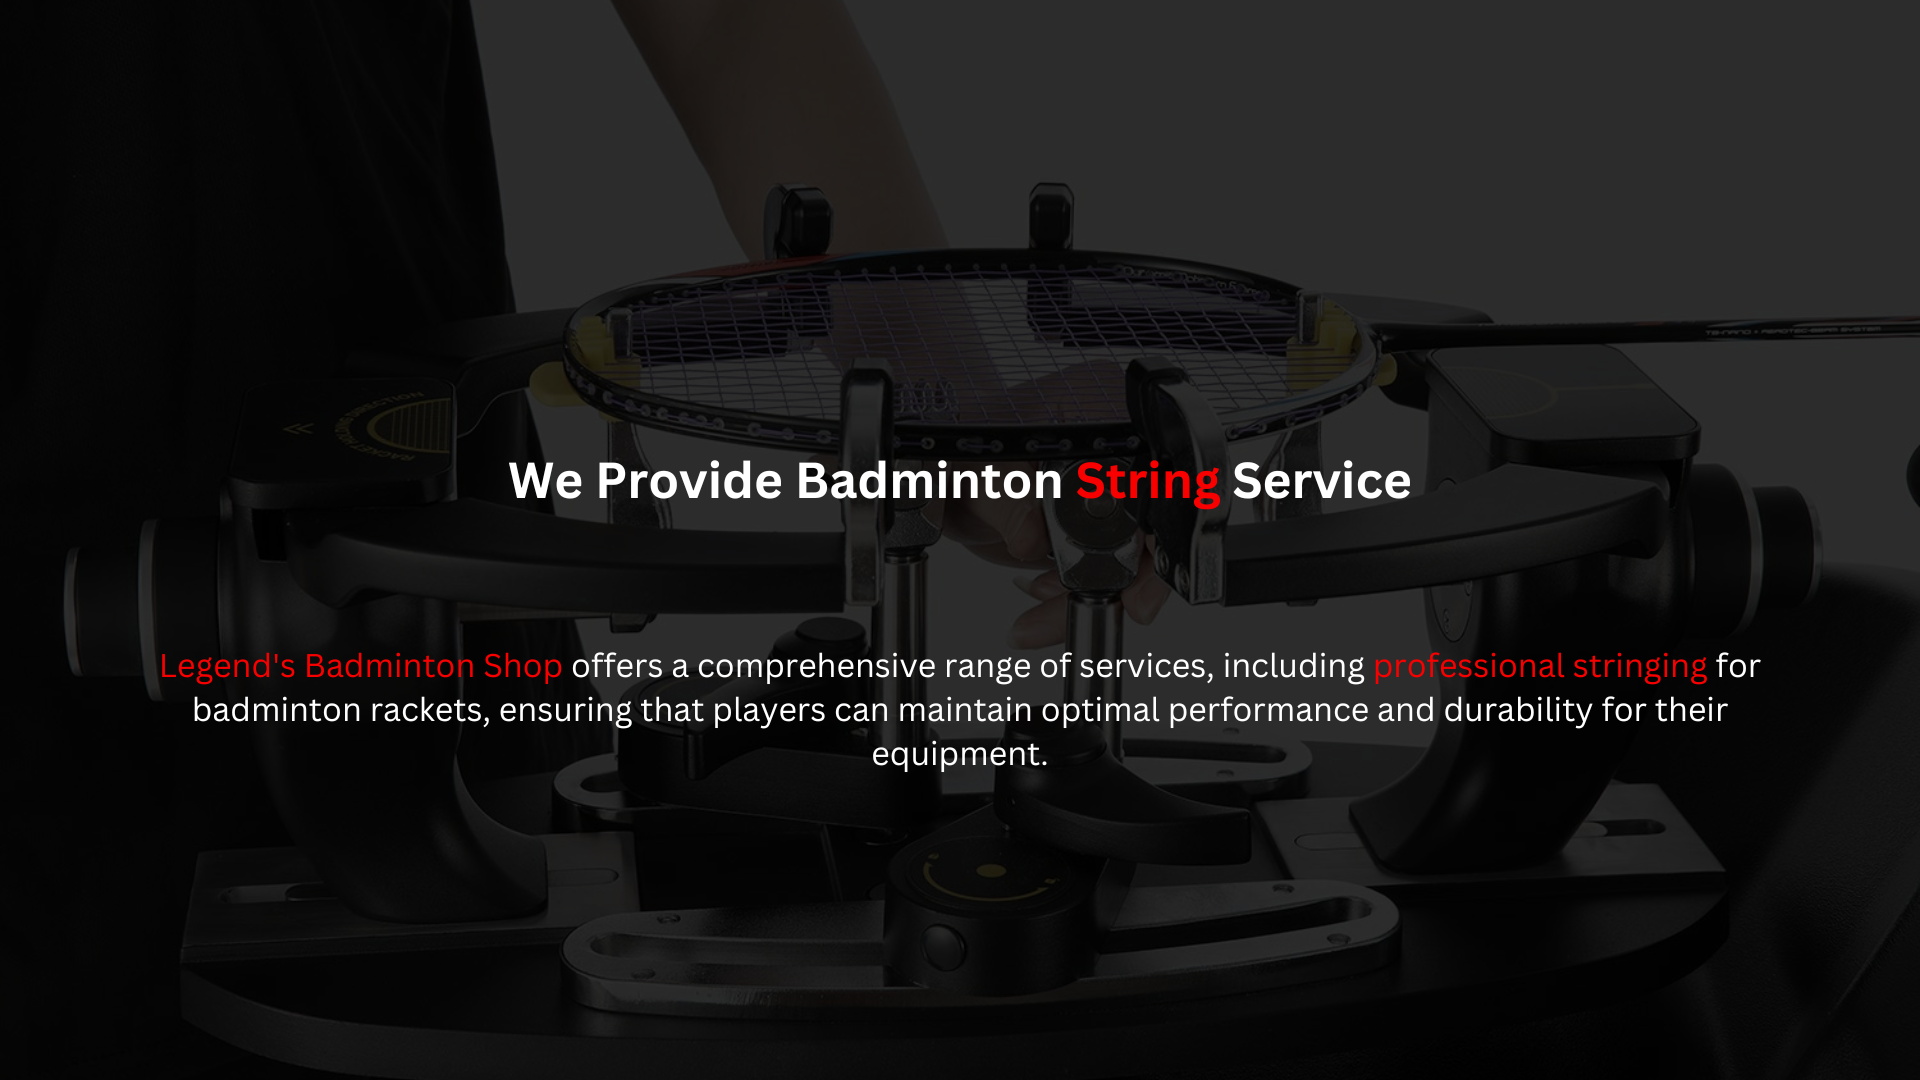 We Provide Badminton String Service
Legend's Badminton Shop offers a comprehensive range of services, including professional stringing for
badminton rackets, ensuring that players can maintain optimal performance and durability for their
equipment.